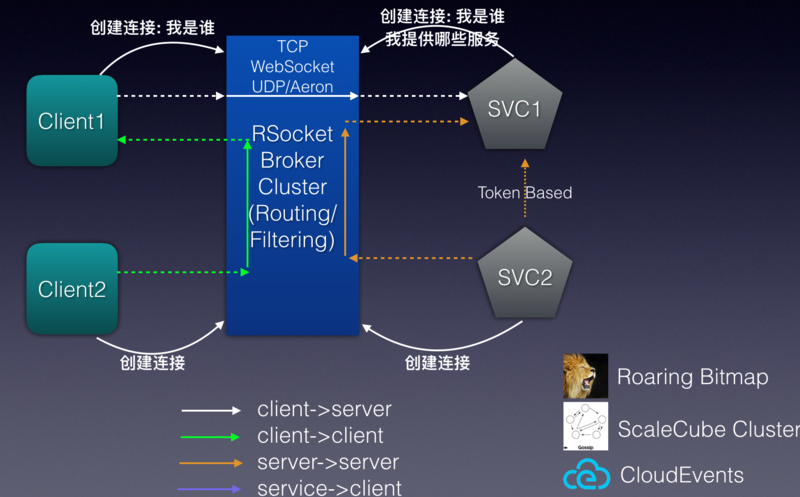 创建连接: 我是谁
创建连接: 我是谁
我提供哪些服务
TCP
WebSocket
UDP/Aeron
Client1
SVC1
RSocket
Broker
Cluster
(Routing/
Filtering)
Token Based
Client2
SVC2
创建连接
创建连接
Roaring Bitmap
client->server
ScaleCube Cluster
client->client
Gossip
server->server
CloudEvents
service->client